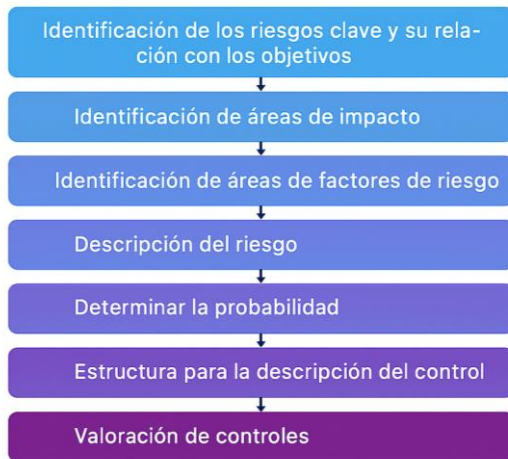 Identificación de los riesgos clave y su rela-
ción con los objetivos
Identificación de áreas de impacto
Identificación de áreas de factores de riesgo
Descripción del riesgo
Determinar la probabilidad
Estructura para la descripción del control
Valoración de controles